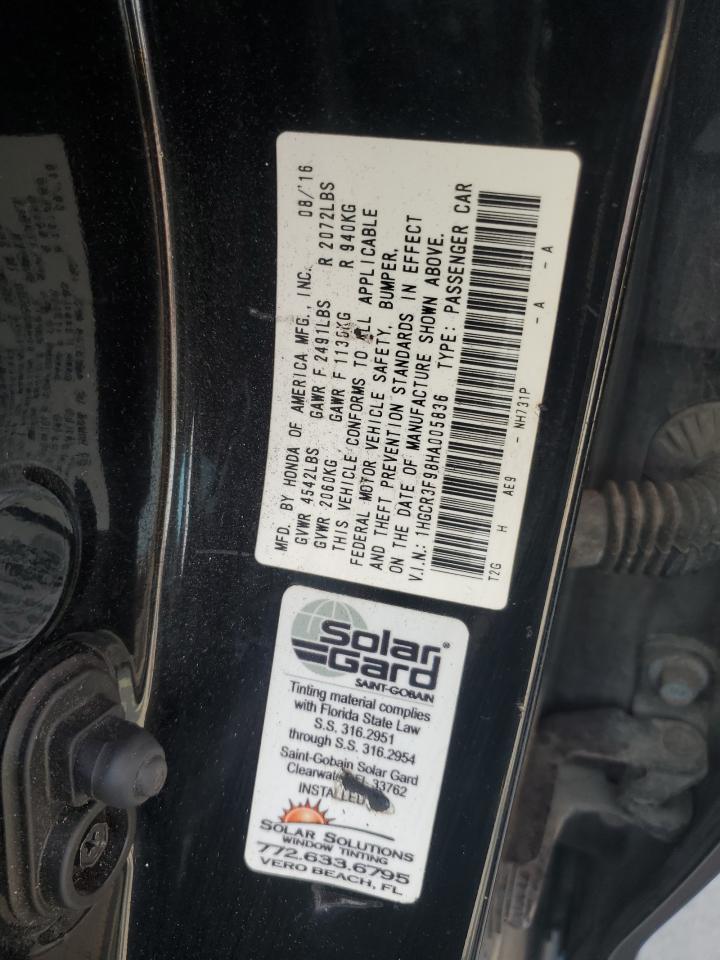 MFD. BY HONDA OF AMERICA MFG., INC. 08/'16
GVWR 4542LBS GAWR F 2491LBS R 2072LBS
GVWR 2060KG GAWR F 1130KG R 940KG
THIS VEHICLE CONFORMS TO ALL APPLICABLE
FEDERAL MOTOR VEHICLE SAFETY, BUMPER,
AND THEFT PREVENTION STANDARDS IN EFFECT
ON THE DATE OF MANUFACTURE SHOWN ABOVE.
V.I.N.: 1HGCR3F98HA005836 TYPE: PASSENGER CAR
T2G H AE9 - NH731P - A - A
Solar
Gard®
SAINT-GOBAIN
Tinting material complies
with Florida State Law
S.S. 316.2951
through S.S. 316.2954
Saint-Gobain Solar Gard
Clearwater FL 33762
INSTALLED
SOLAR SOLUTIONS
WINDOW TINTING
772.633.6795
VERO BEACH, FL